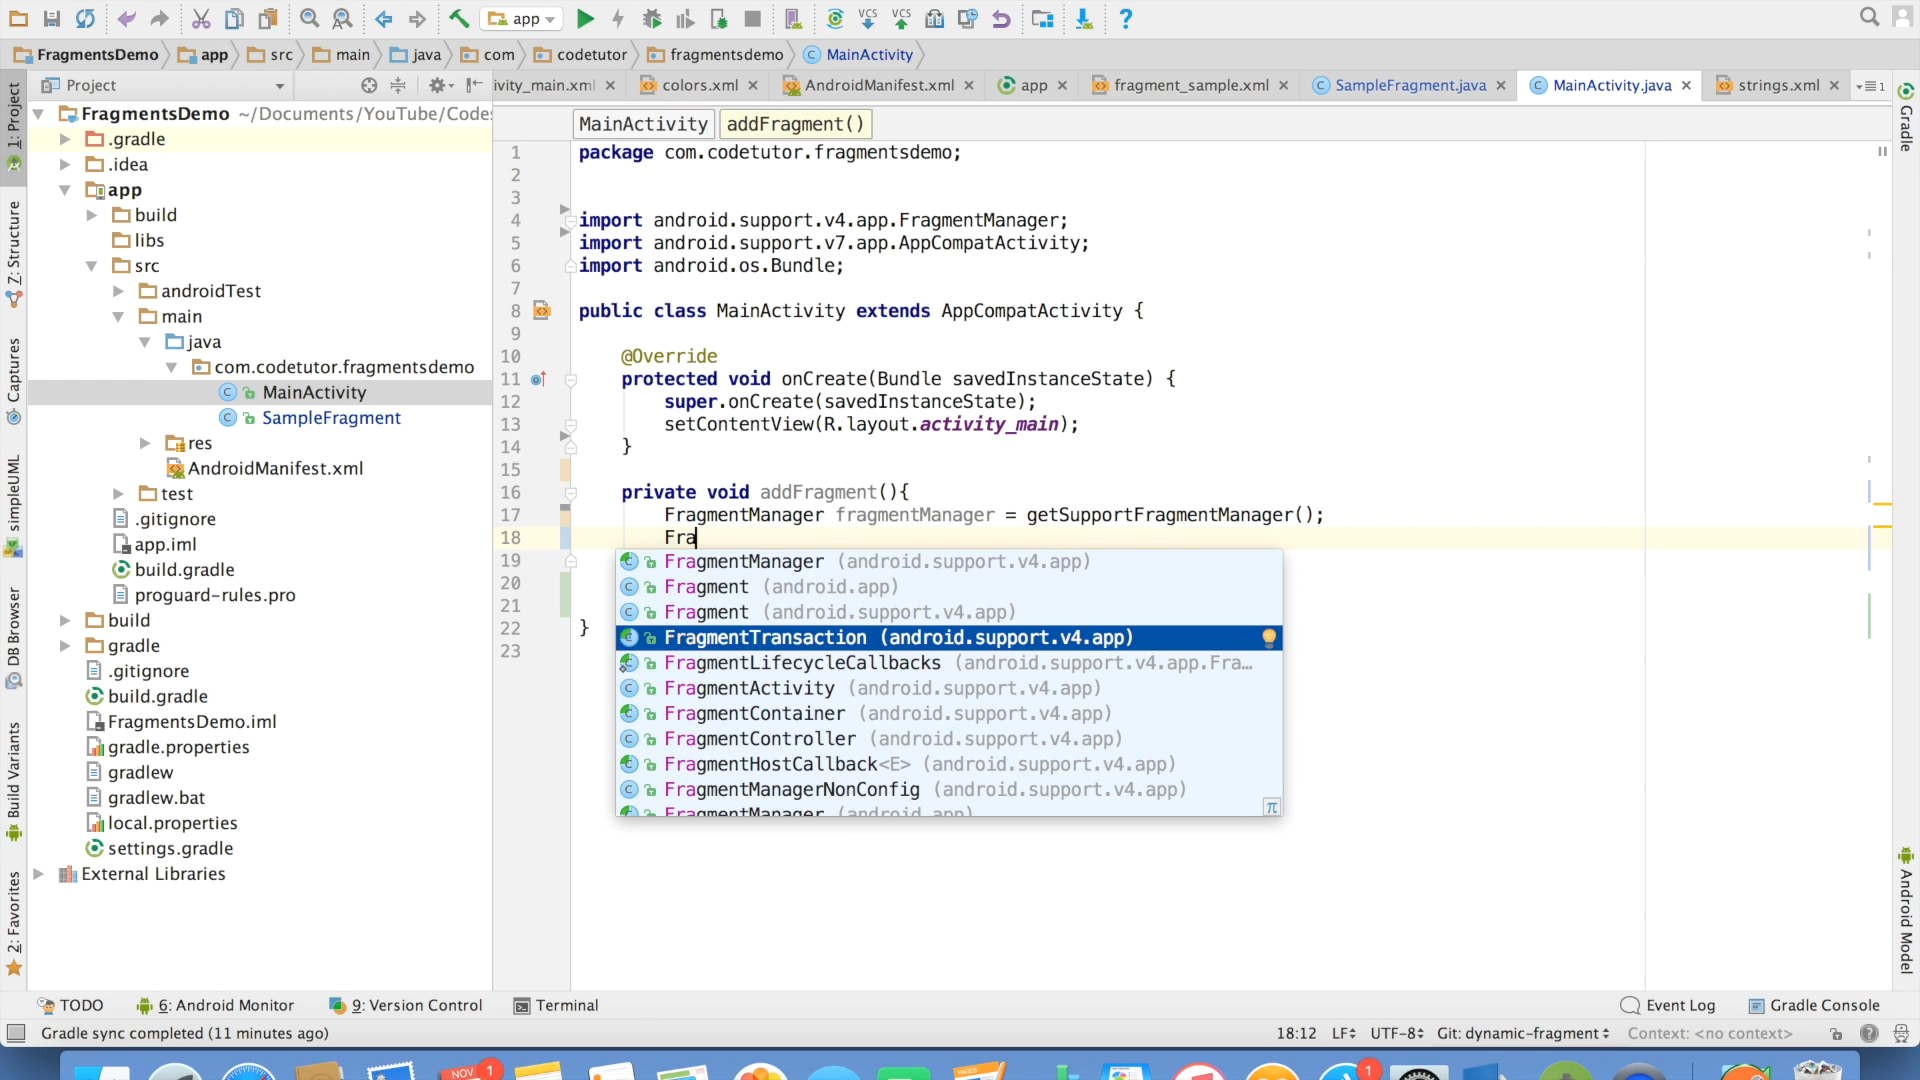 app
FragmentsDemo app src main java com codetutor fragmentsdemo MainActivity
Project
ivity_main.xml colors.xml AndroidManifest.xml app fragment_sample.xml SampleFragment.java MainActivity.java strings.xml 1
MainActivity addFragment()
FragmentsDemo ~/Documents/YouTube/Codes
.gradle
.idea
app
build
libs
src
androidTest
main
java
com.codetutor.fragmentsdemo
MainActivity
SampleFragment
res
AndroidManifest.xml
test
.gitignore
app.iml
build.gradle
proguard-rules.pro
build
gradle
.gitignore
build.gradle
FragmentsDemo.iml
gradle.properties
gradlew
gradlew.bat
local.properties
settings.gradle
External Libraries
1: Project
Z: Structure
Captures
simpleUML
DB Browser
Build Variants
2: Favorites
1 package com.codetutor.fragmentsdemo;
2
3
4 import android.support.v4.app.FragmentManager;
5 import android.support.v7.app.AppCompatActivity;
6 import android.os.Bundle;
7
8 public class MainActivity extends AppCompatActivity {
9
10 @Override
11 protected void onCreate(Bundle savedInstanceState) {
12 super.onCreate(savedInstanceState);
13 setContentView(R.layout.activity_main);
14 }
15
16 private void addFragment(){
17 FragmentManager fragmentManager = getSupportFragmentManager();
18 Fra
19
20
21
22 }
23
FragmentManager (android.support.v4.app)
Fragment (android.app)
Fragment (android.support.v4.app)
FragmentTransaction (android.support.v4.app)
FragmentLifecycleCallbacks (android.support.v4.app.Fra...
FragmentActivity (android.support.v4.app)
FragmentContainer (android.support.v4.app)
FragmentController (android.support.v4.app)
FragmentHostCallback<E> (android.support.v4.app)
FragmentManagerNonConfig (android.support.v4.app)
FragmentManager (android.app)
π
Gradle
Android Model
TODO 6: Android Monitor 9: Version Control Terminal Event Log Gradle Console
Gradle sync completed (11 minutes ago) 18:12 LF UTF-8 Git: dynamic-fragment Context: <no context>
NOV 1 1